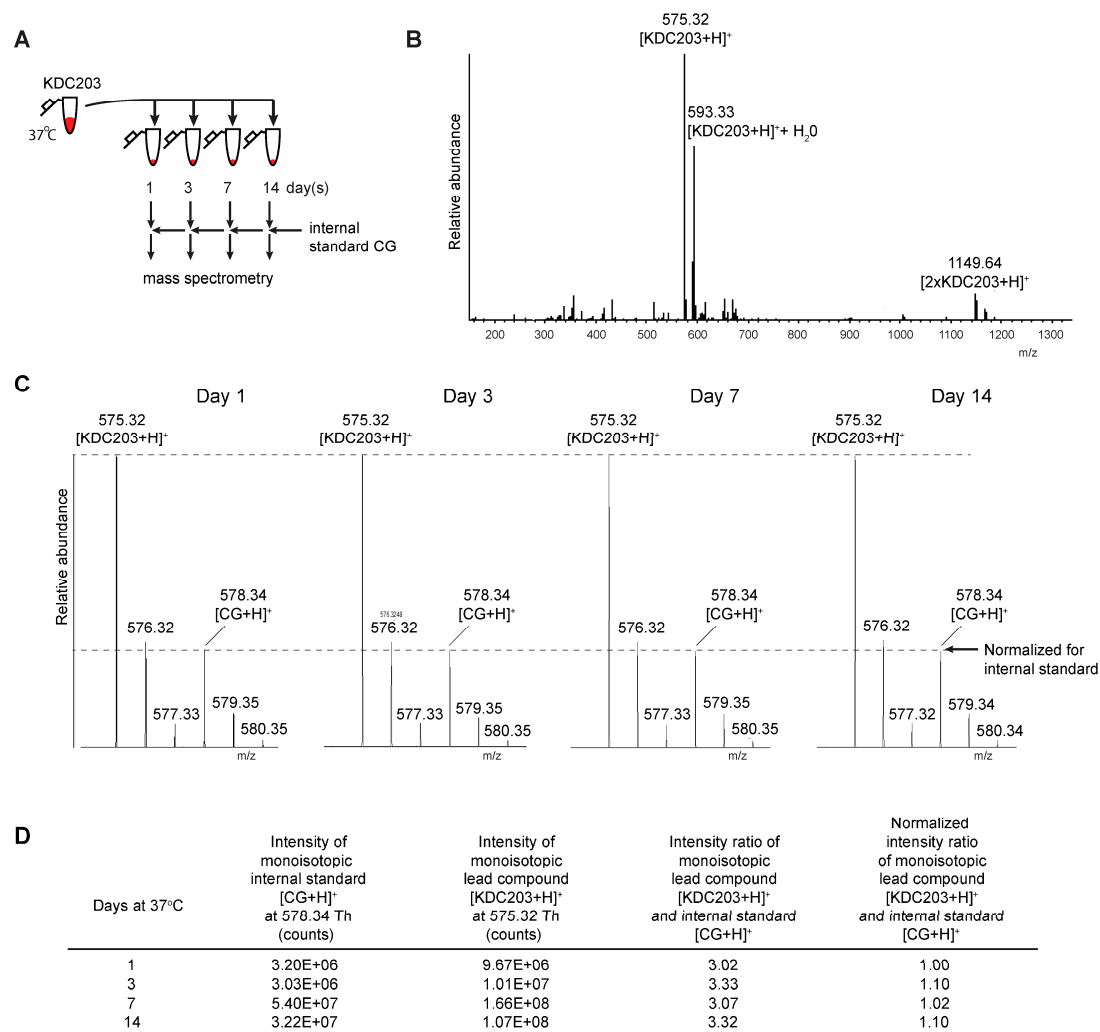 A
KDC203
37°C
1 3 7 14 day(s)
internal
standard CG
mass spectrometry
B
575.32
[KDC203+H]⁺
593.33
[KDC203+H]⁺+ H₂0
1149.64
[2xKDC203+H]⁺
Relative abundance
200 300 400 500 600 700 800 900 1000 1100 1200 1300
m/z
C
Day 1 Day 3 Day 7 Day 14
575.32 575.32 575.32 575.32
[KDC203+H]⁺ [KDC203+H]⁺ [KDC203+H]⁺ [KDC203+H]⁺
Relative abundance
578.34 578.34 578.34 578.34
[CG+H]⁺ [CG+H]⁺ [CG+H]⁺ [CG+H]⁺
576.3248
576.32 576.32 576.32 576.32
Normalized for
internal standard
577.33 579.35 577.33 579.35 577.33 579.35 577.32 579.34
580.35 580.35 580.35 580.34
m/z m/z m/z m/z
D
Days at 37°C
Intensity of
monoisotopic
internal standard
[CG+H]⁺
at 578.34 Th
(counts)
Intensity of
monoisotopic
lead compound
[KDC203+H]⁺
at 575.32 Th
(counts)
Intensity ratio of
monoisotopic
lead compound
[KDC203+H]⁺
and internal standard
[CG+H]⁺
Normalized
intensity ratio
of monoisotopic
lead compound
[KDC203+H]⁺
and internal standard
[CG+H]⁺
1 3.20E+06 9.67E+06 3.02 1.00
3 3.03E+06 1.01E+07 3.33 1.10
7 5.40E+07 1.66E+08 3.07 1.02
14 3.22E+07 1.07E+08 3.32 1.10